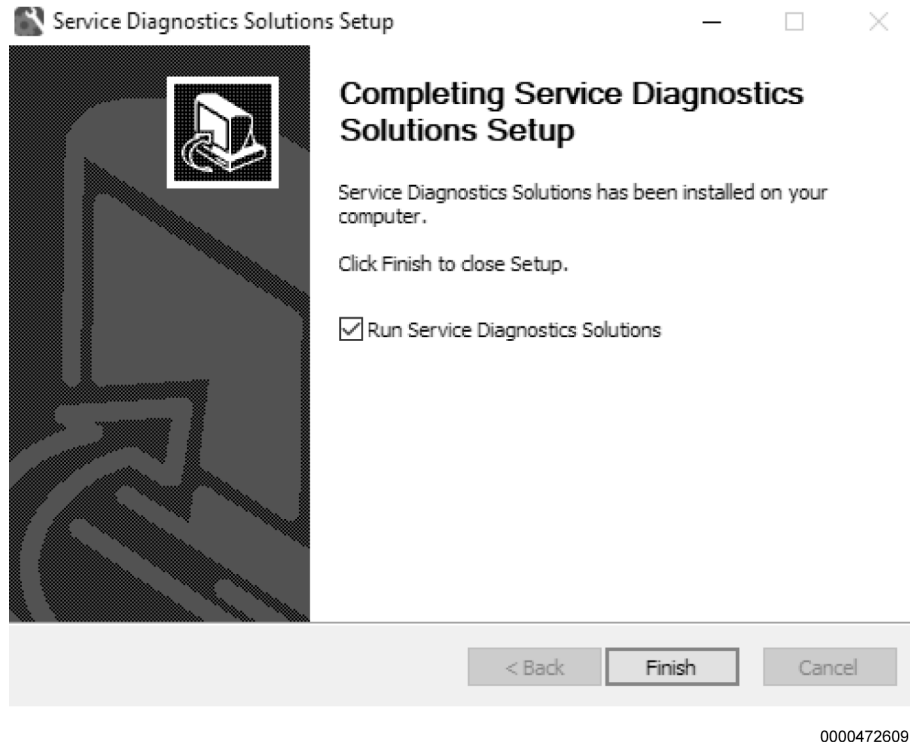 Service Diagnostics Solutions Setup
Completing Service Diagnostics
Solutions Setup
Service Diagnostics Solutions has been installed on your
computer.
Click Finish to close Setup.
Run Service Diagnostics Solutions
< Back
Finish
Cancel
0000472609